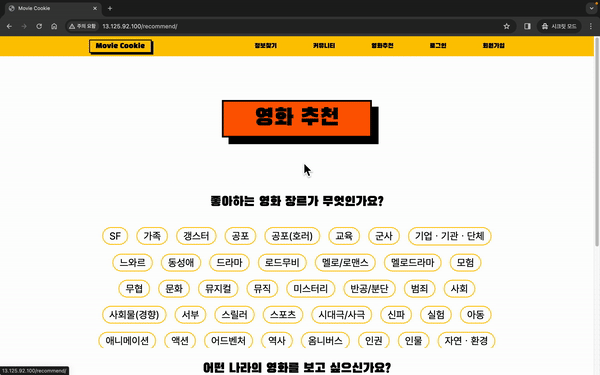 Movie Cookie
주의 요함 13.125.92.100/recommend/ 시크릿 모드
Movie Cookie 정보찾기 커뮤니티 영화추천 로그인 회원가입
영화 추천
좋아하는 영화 장르가 무엇인가요?
SF 가족 갱스터 공포 공포(호러) 교육 군사 기업ㆍ기관ㆍ단체
느와르 동성애 드라마 로드무비 멜로/로맨스 멜로드라마 모험
무협 문화 뮤지컬 뮤직 미스터리 반공/분단 범죄 사회
사회물(경향) 서부 스릴러 스포츠 시대극/사극 신파 실험 아동
애니메이션 액션 어드벤처 역사 옴니버스 인권 인물 자연ㆍ환경
어떤 나라의 영화를 보고 싶으신가요?
13.125.92.100/recommend/